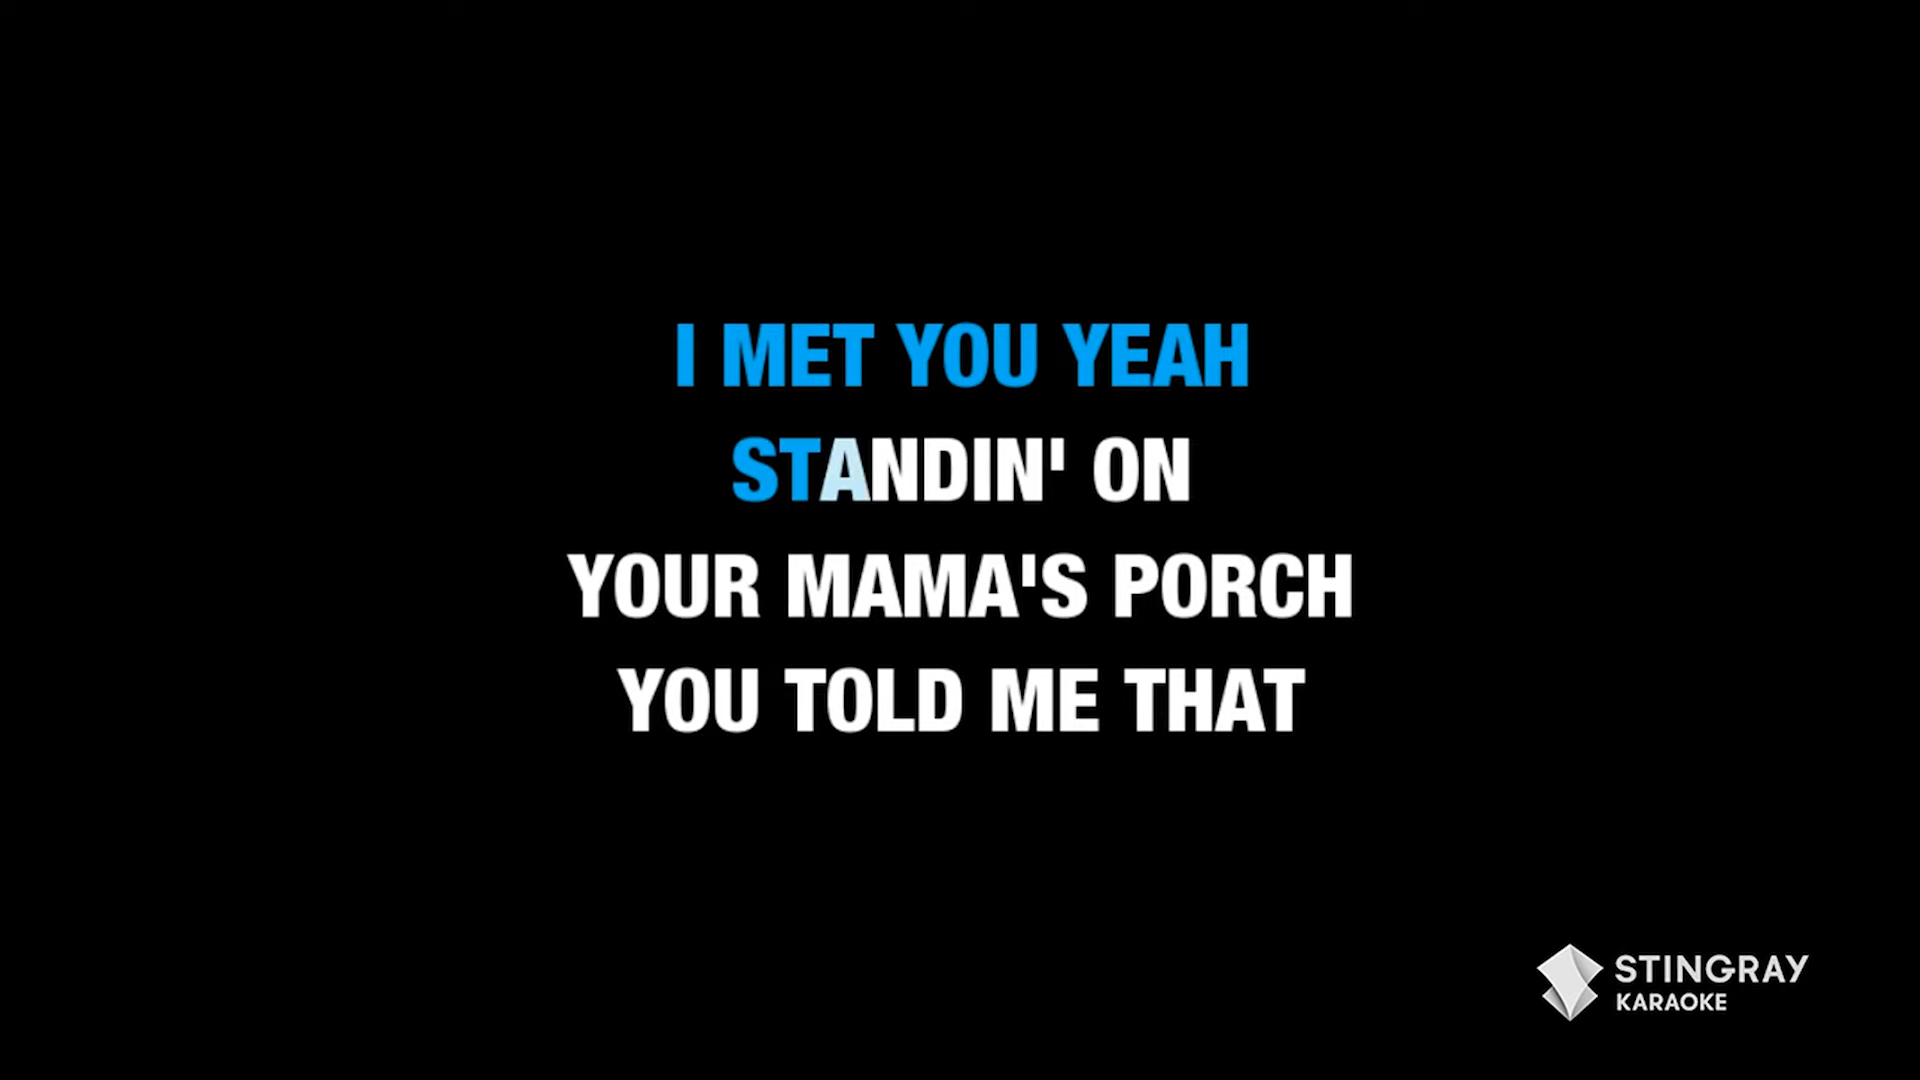 I MET YOU YEAH
STANDIN' ON
YOUR MAMA'S PORCH
YOU TOLD ME THAT
STINGRAY
KARAOKE